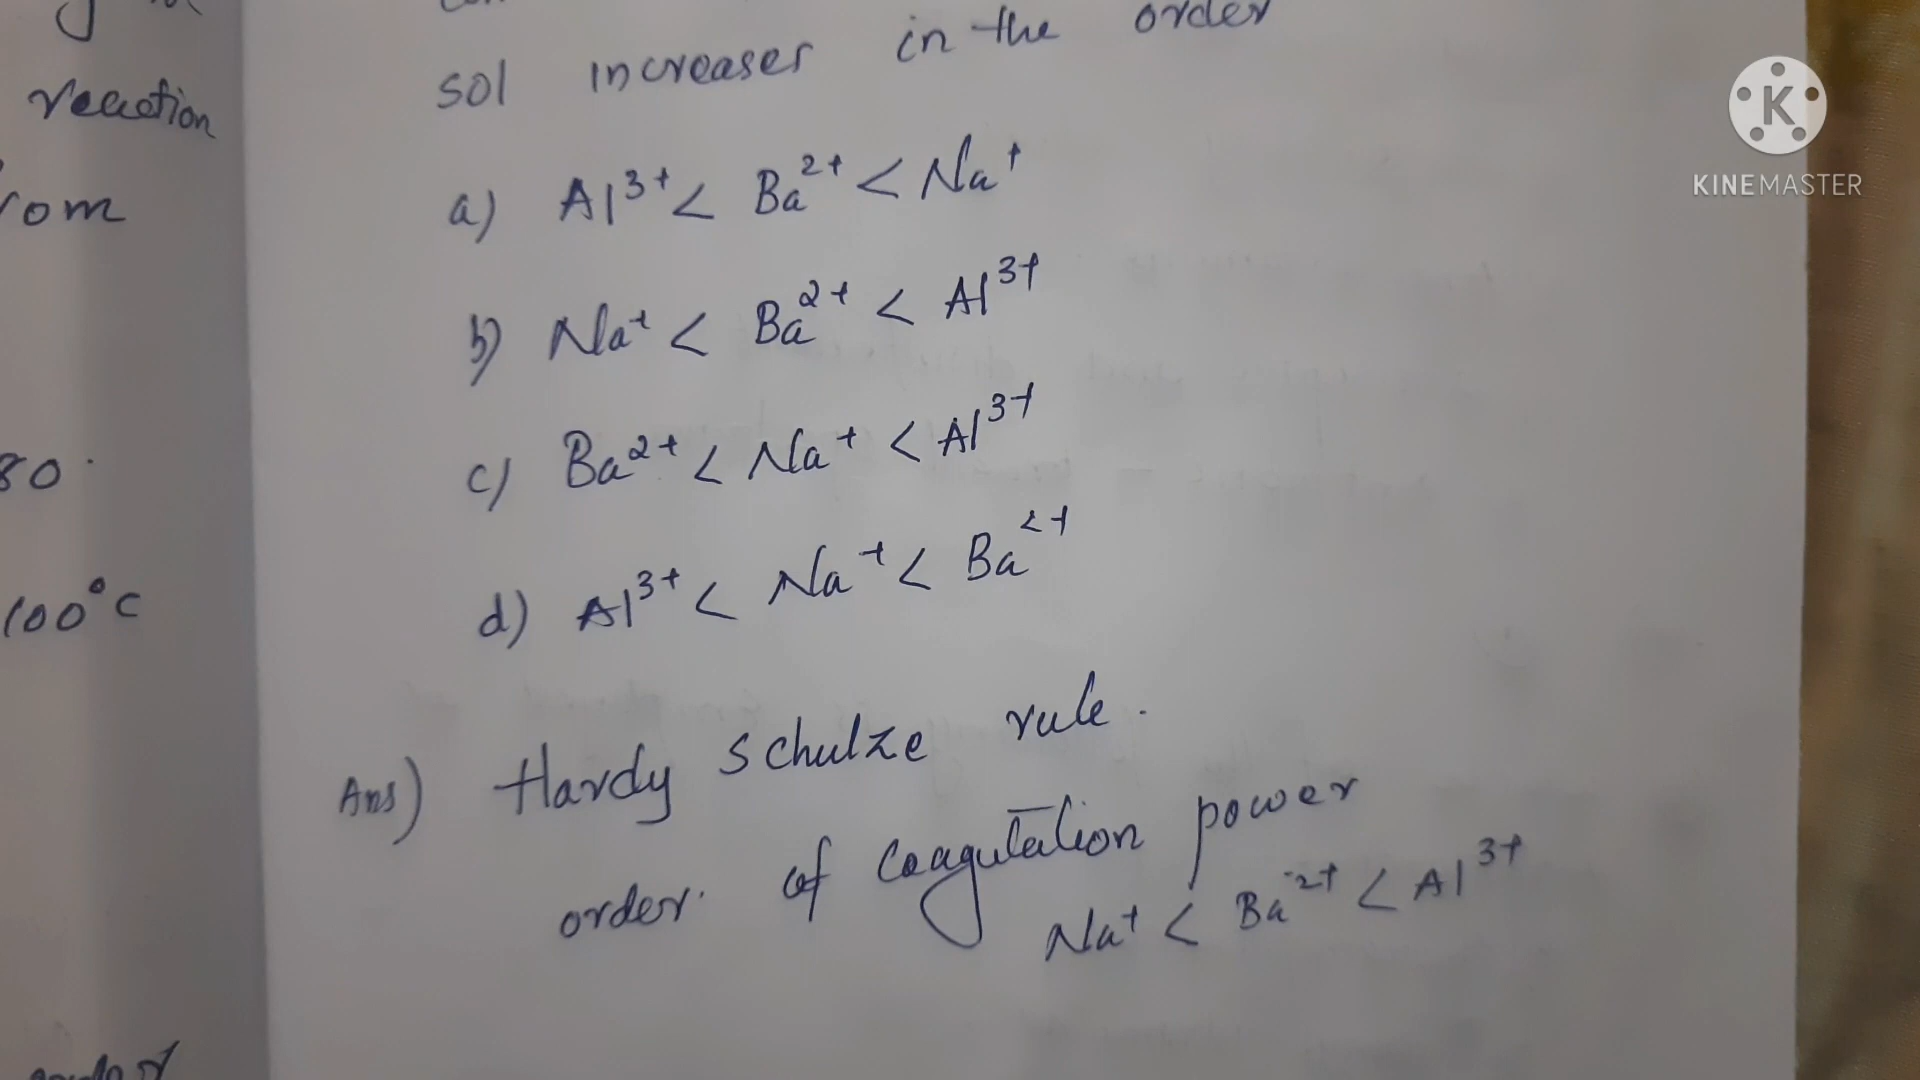 reaction
rom
80.
100°C
sol increases in the order
a) Al3+ < Ba2+ < Na+
b) Na+ < Ba2+ < Al3+
c) Ba2+ < Na+ < Al3+
d) Al3+ < Na+ < Ba2+
Ans) Hardy schulze rule.
order. of Coagulation power
Na+ < Ba2+ < Al3+
K
KINEMASTER